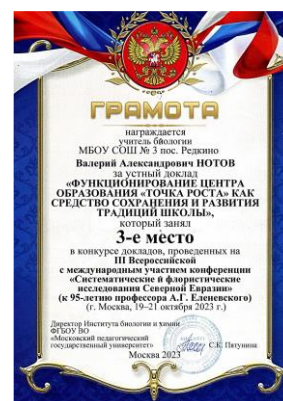 ГРАМОТА
награждается
учитель биологии
МБОУ СОШ № 3 пос. Редкино
Валерий Александрович НОТОВ
за устный доклад
«ФУНКЦИОНИРОВАНИЕ ЦЕНТРА
ОБРАЗОВАНИЯ «ТОЧКА РОСТА» КАК
СРЕДСТВО СОХРАНЕНИЯ И РАЗВИТИЯ
ТРАДИЦИЙ ШКОЛЫ»,
который занял
3-е место
в конкурсе докладов, проведенных на
III Всероссийской
с международным участием конференции
«Систематические й флористические
исследования Северной Евразии»
(к 95-летию профессора А.Г. Еленевского)
(г. Москва, 19–21 октября 2023 г.)
Директор Института биологии и химии
ФГБОУ ВО
«Московский педагогический
государственный университет»
С.К. Пятунина
Москва 2023